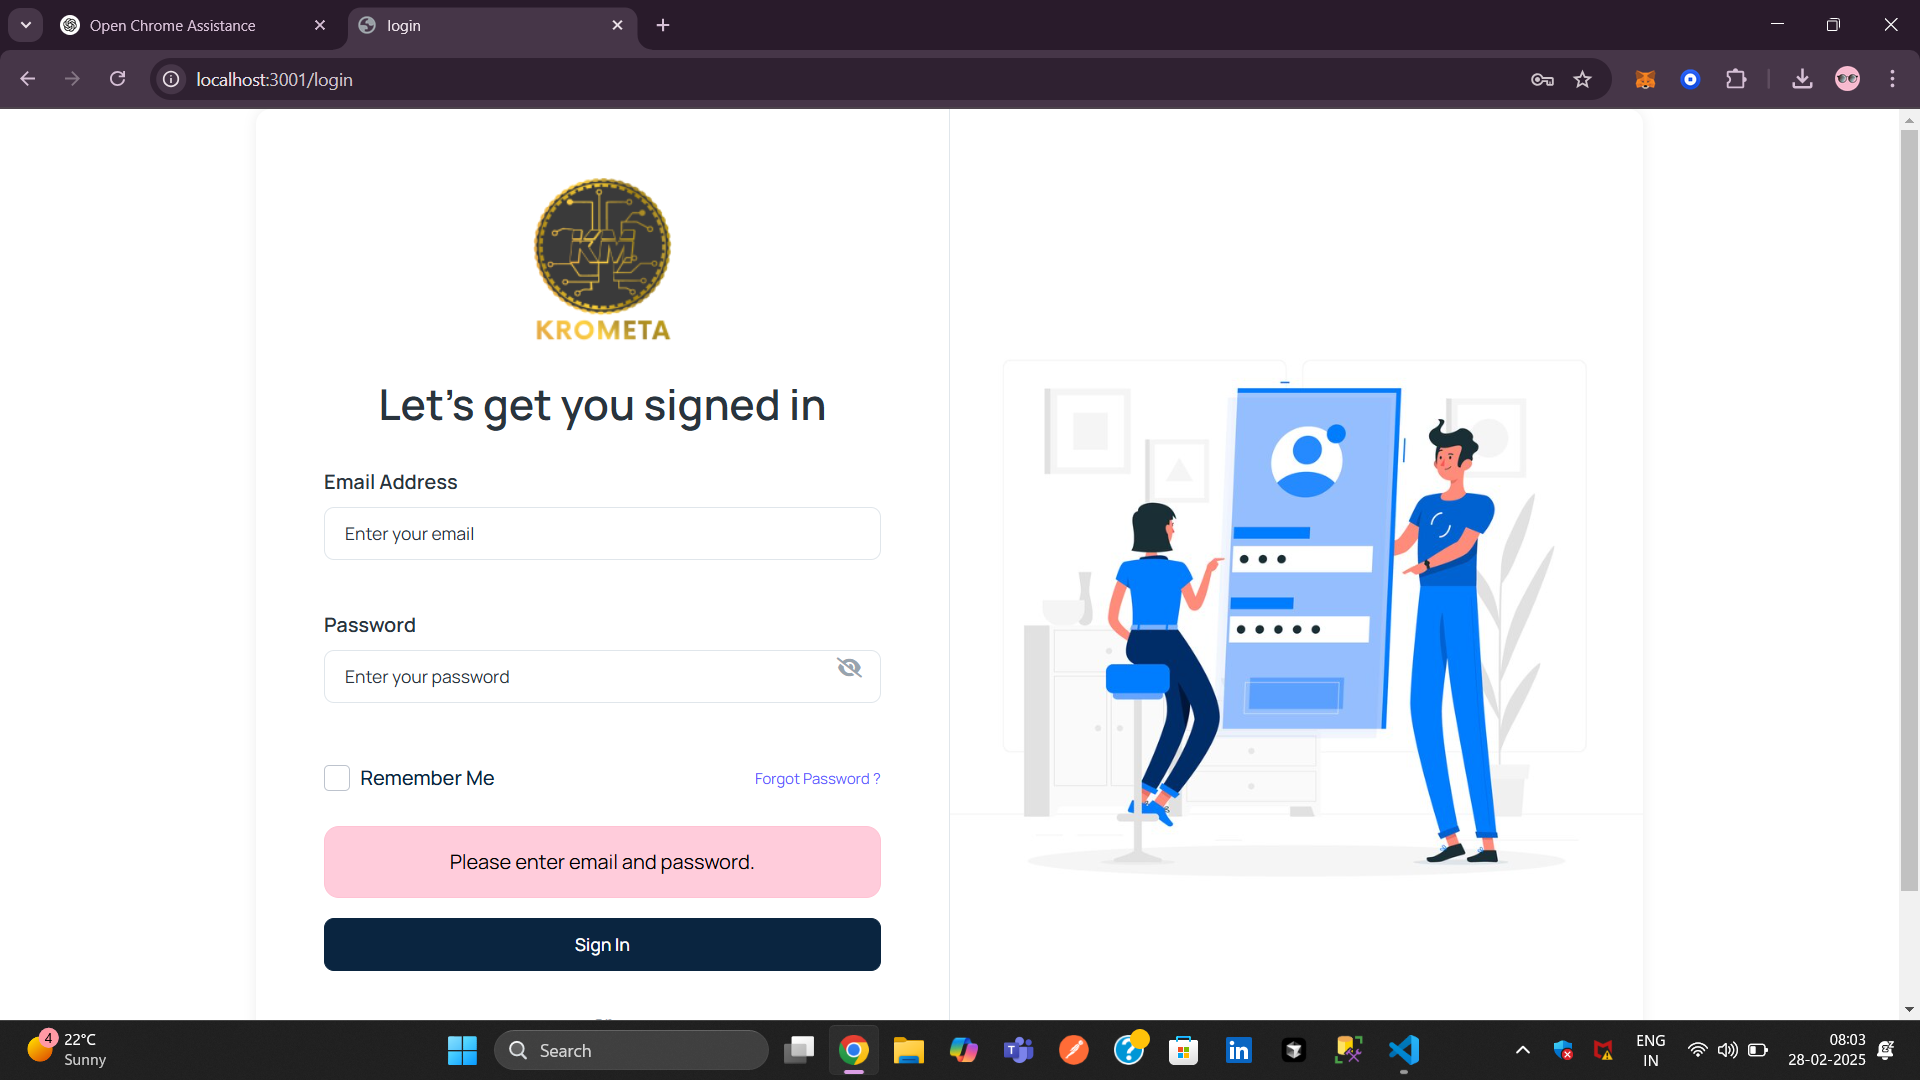 Open Chrome Assistance
login
localhost:3001/login
KM
KROMETA
Let's get you signed in
Email Address
Enter your email
Password
Enter your password
Remember Me
Forgot Password ?
Please enter email and password.
Sign In
4
22°C
Sunny
Search
ENG
IN
08:03
28-02-2025